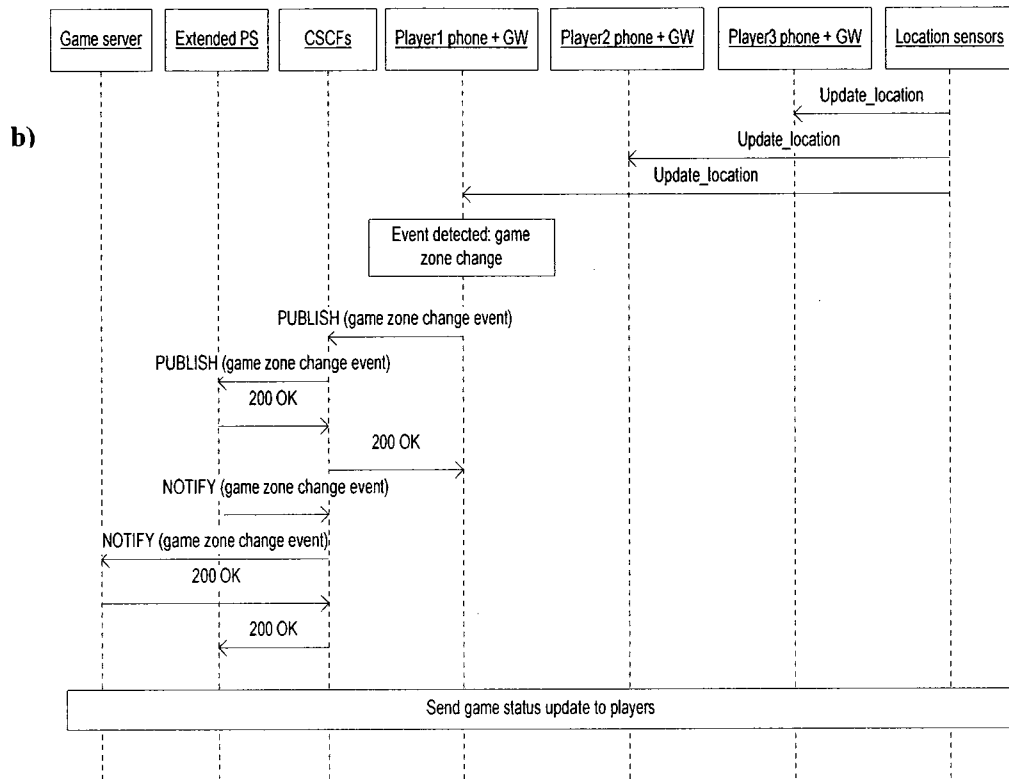 Game server
Extended PS
CSCFs
Player1 phone + GW
Player2 phone + GW
Player3 phone + GW
Location sensors
Update_location
b)
Update_location
Update_location
Event detected: game
zone change
PUBLISH (game zone change event)
PUBLISH (game zone change event)
200 OK
200 OK
NOTIFY (game zone change event)
NOTIFY (game zone change event)
200 OK
200 OK
Send game status update to players